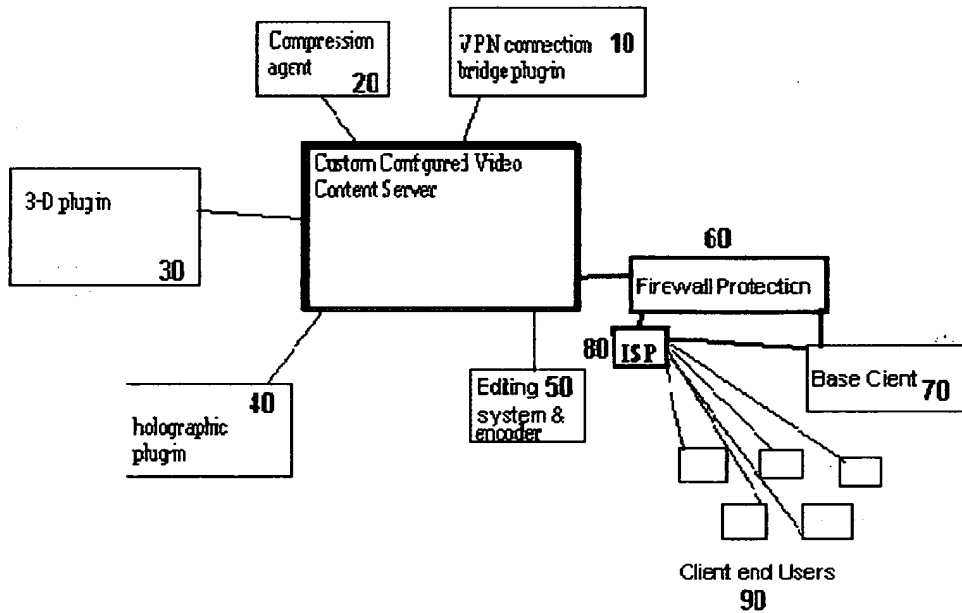 Compression
agent
20
VPN connection 10
bridge plugin
Custom Configured Video
Content Server
3-D plugin
30
60
Firewall Protection
80
ISP
Base Cient
70
40
holographic
plugin
Editing 50
system &
encoder
Client end Users
90